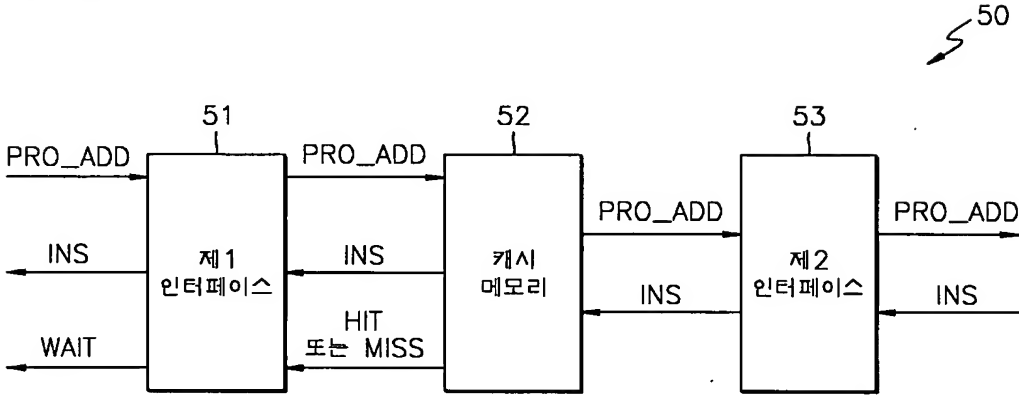 50
51
52
53
PRO_ADD
PRO_ADD
PRO_ADD
PRO_ADD
INS
제1
인터페이스
INS
캐시
메모리
INS
제2
인터페이스
INS
WAIT
HIT
또는 MISS